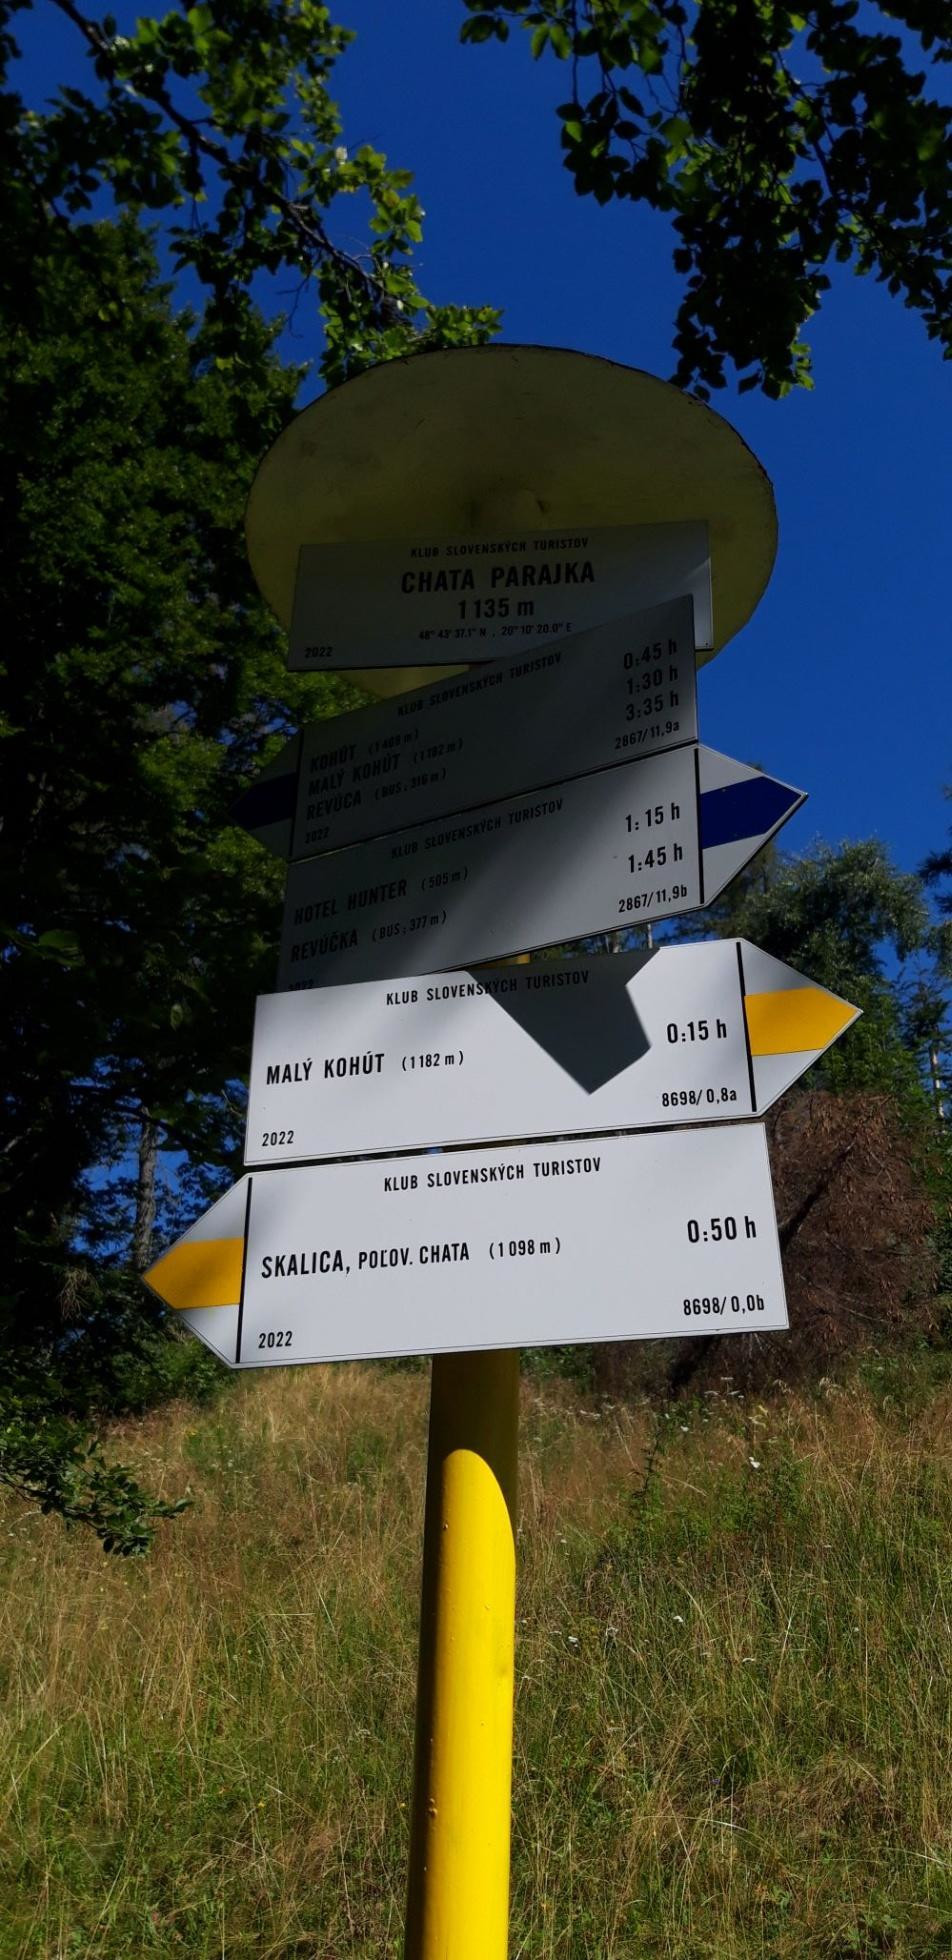 KLUB SLOVENSKÝCH TURISTOV
CHATA PARAJKA
1135 m
48° 43' 37.1" N , 20° 10' 20.0" E
2022
KLUB SLOVENSKÝCH TURISTOV
KOHÚT (1409 m) 0:45 h
MALÝ KOHÚT (1182 m) 1:30 h
REVÚCA (BUS, 316 m) 3:35 h
2022 2867/11,9a
KLUB SLOVENSKÝCH TURISTOV
HOTEL HUNTER (505 m) 1:15 h
REVÚČKA (BUS, 377 m) 1:45 h
2022 2867/11,9b
KLUB SLOVENSKÝCH TURISTOV
MALÝ KOHÚT (1182 m) 0:15 h
2022 8698/0,8a
KLUB SLOVENSKÝCH TURISTOV
SKALICA, POĽOV. CHATA (1098 m) 0:50 h
2022 8698/0,0b